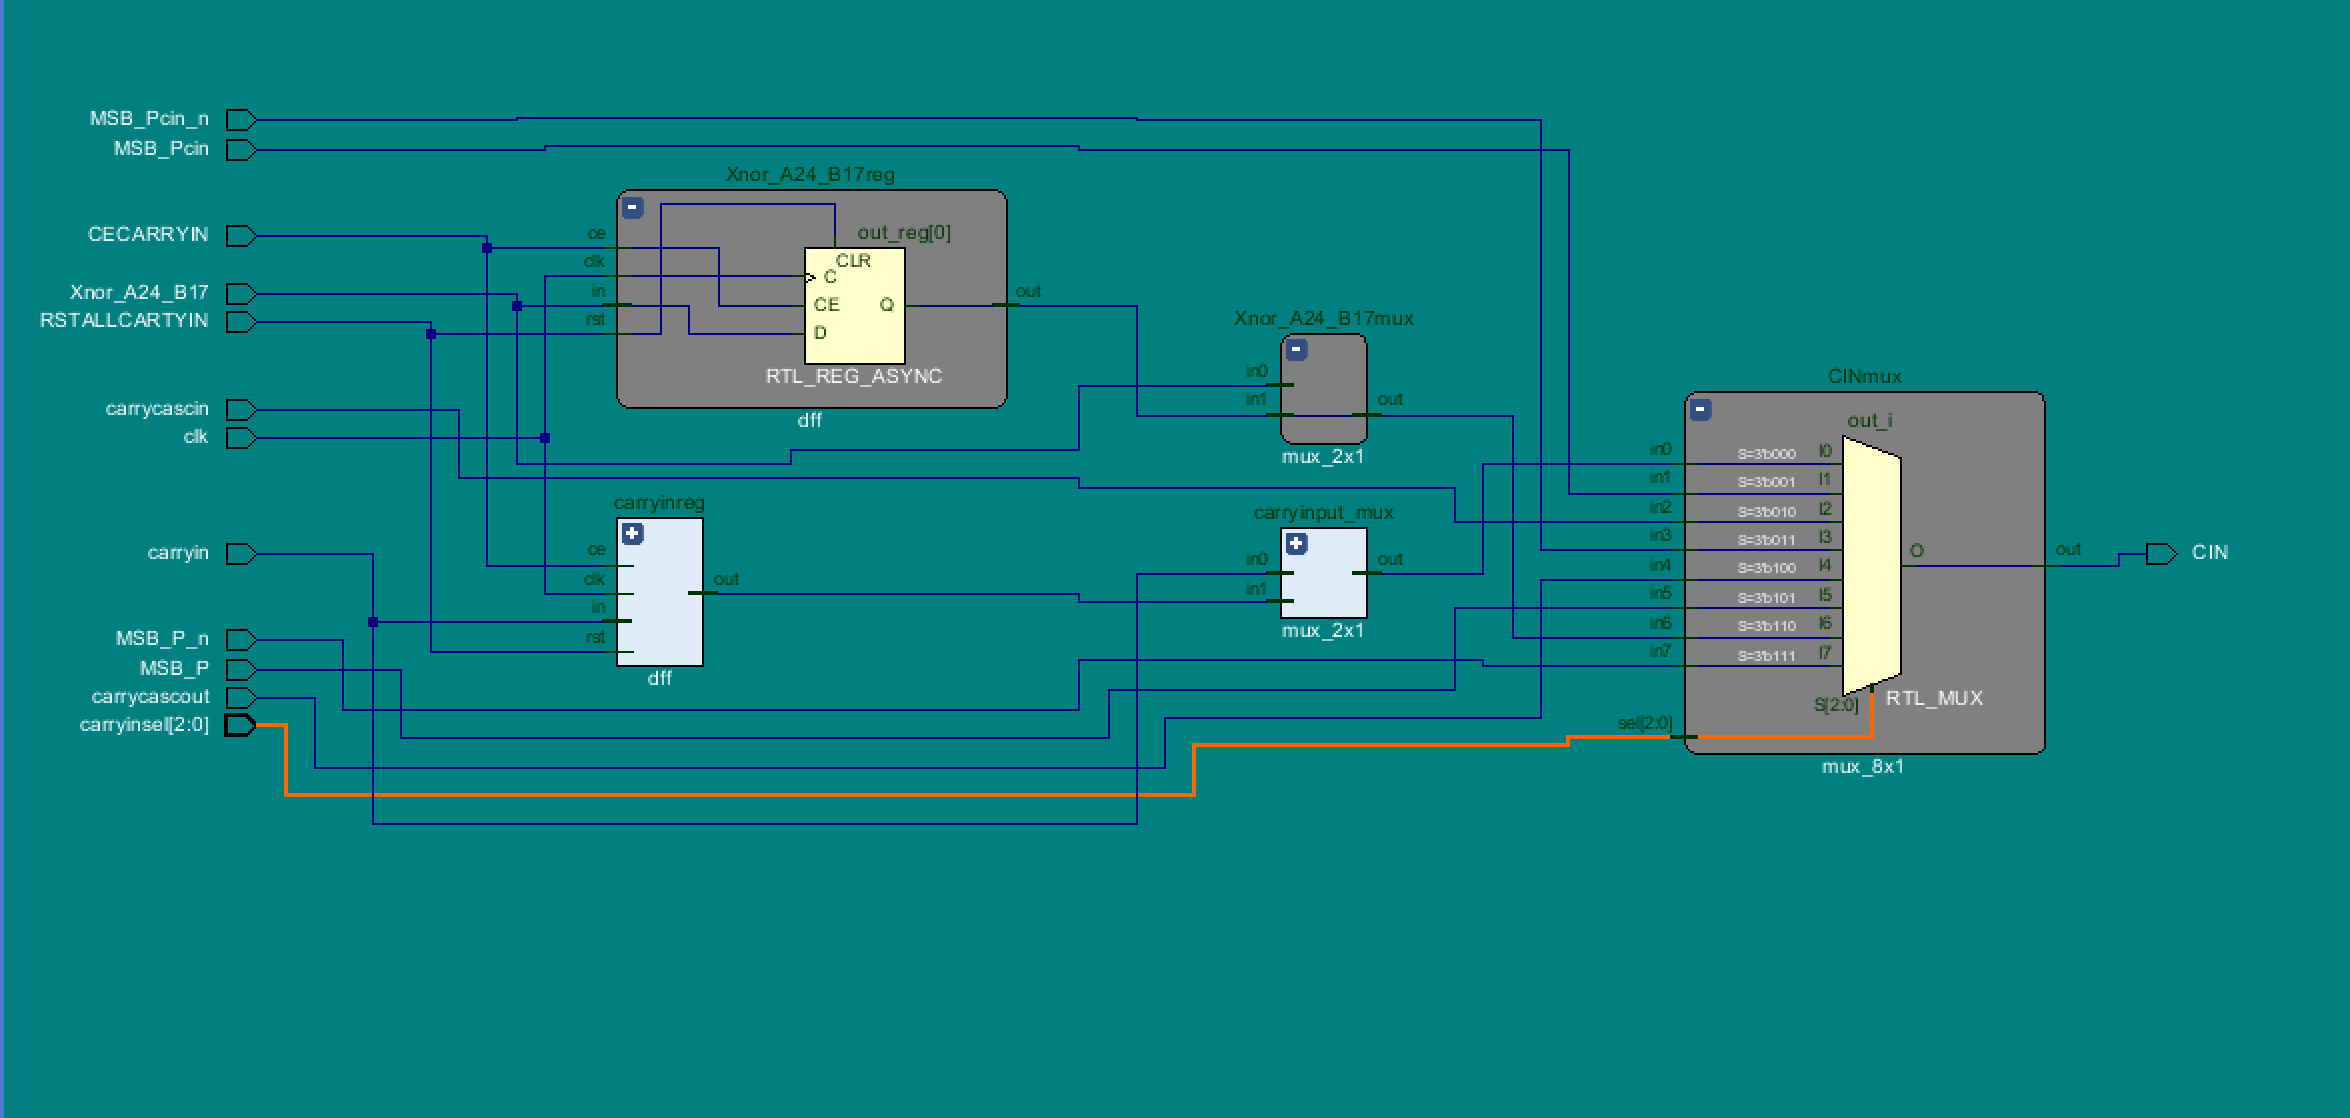 MSB_Pcin_n
MSB_Pcin
CECARRYIN
Xnor_A24_B17
RSTALLCARTYIN
carrycascin
clk
carryin
MSB_P_n
MSB_P
carrycascout
carryinsel[2:0]
Xnor_A24_B17reg
ce
clk
in
rst
out_reg[0]
CLR
C
CE
D
Q
RTL_REG_ASYNC
out
dff
carryinreg
ce
clk
in
rst
out
dff
Xnor_A24_B17mux
in0
in1
out
mux_2x1
carryinput_mux
in0
in1
out
mux_2x1
CINmux
out_i
in0 S=3'b000 I0
in1 S=3'b001 I1
in2 S=3'b010 I2
in3 S=3'b011 I3
in4 S=3'b100 I4
in5 S=3'b101 I5
in6 S=3'b110 I6
in7 S=3'b111 I7
sel[2:0]
S[2:0]
RTL_MUX
O
out
mux_8x1
CIN